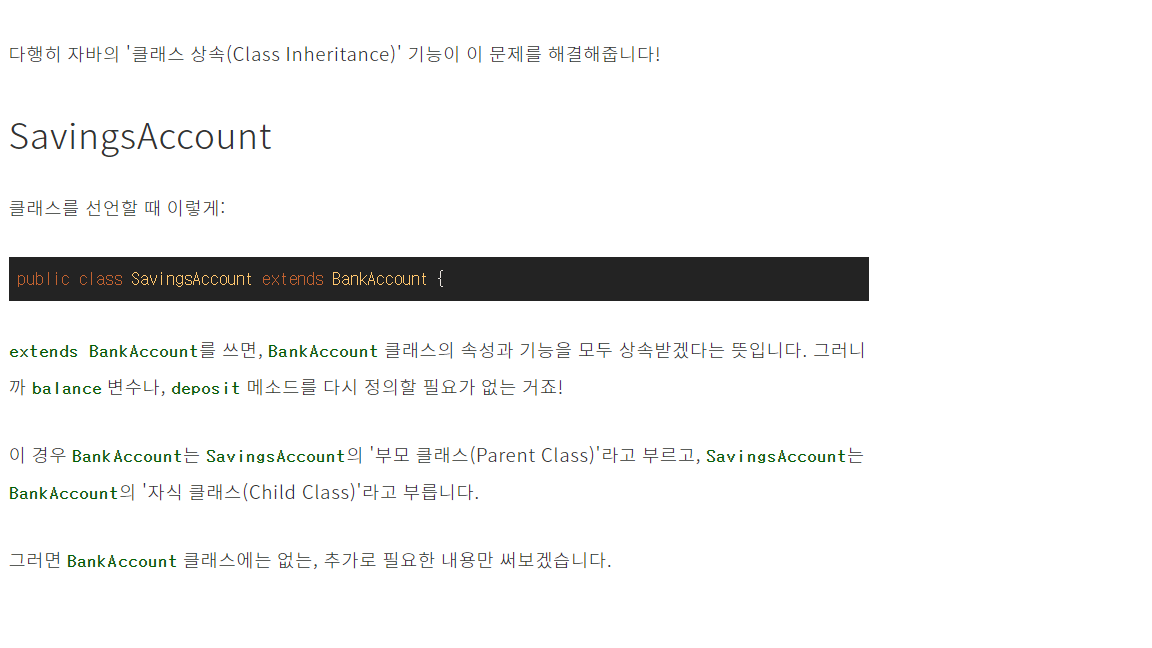 다행히 자바의 '클래스 상속(Class Inheritance)' 기능이 이 문제를 해결해줍니다!
SavingsAccount
클래스를 선언할 때 이렇게:
public class SavingsAccount extends BankAccount {
extends BankAccount를 쓰면, BankAccount 클래스의 속성과 기능을 모두 상속받겠다는 뜻입니다. 그러니
까 balance 변수나, deposit 메소드를 다시 정의할 필요가 없는 거죠!
이 경우 BankAccount는 SavingsAccount의 '부모 클래스(Parent Class)'라고 부르고, SavingsAccount는
BankAccount의 '자식 클래스(Child Class)'라고 부릅니다.
그러면 BankAccount 클래스에는 없는, 추가로 필요한 내용만 써보겠습니다.